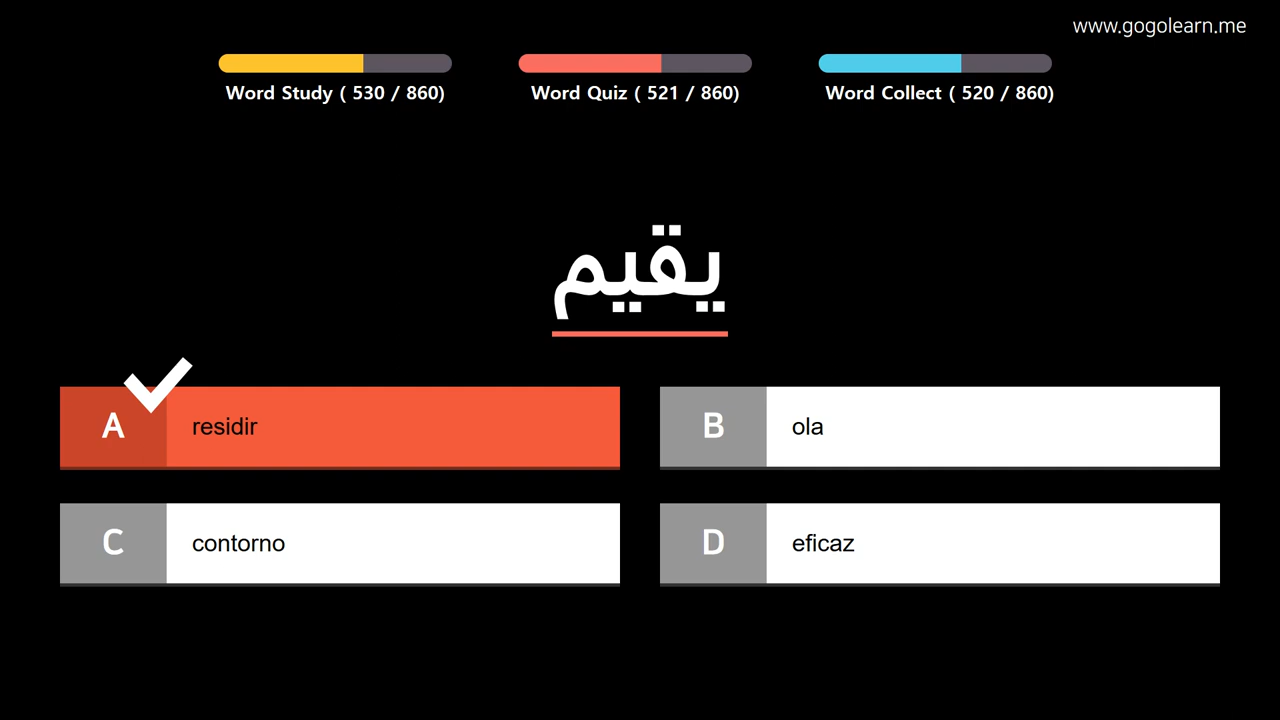 www.gogolearn.me
Word Study ( 530 / 860)
Word Quiz ( 521 / 860)
Word Collect ( 520 / 860)
يقيم
A residir
B ola
C contorno
D eficaz